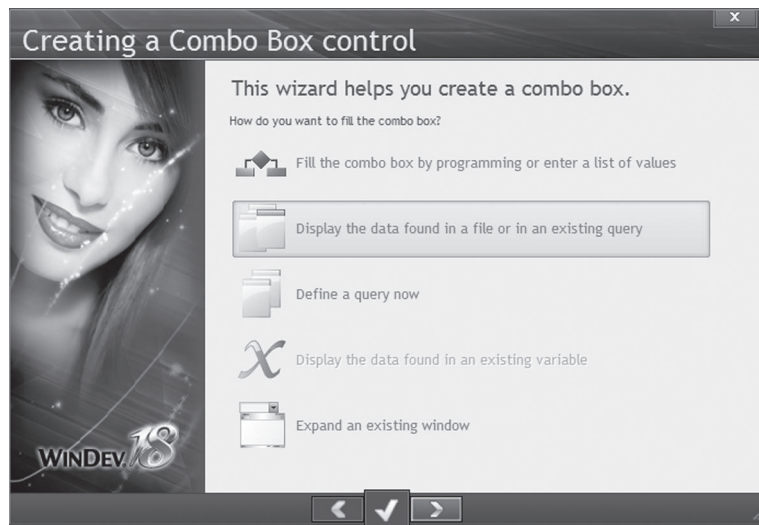 x
Creating a Combo Box control
This wizard helps you create a combo box.
How do you want to fill the combo box?
Fill the combo box by programming or enter a list of values
Display the data found in a file or in an existing query
Define a query now
Display the data found in an existing variable
Expand an existing window
WINDEV 18